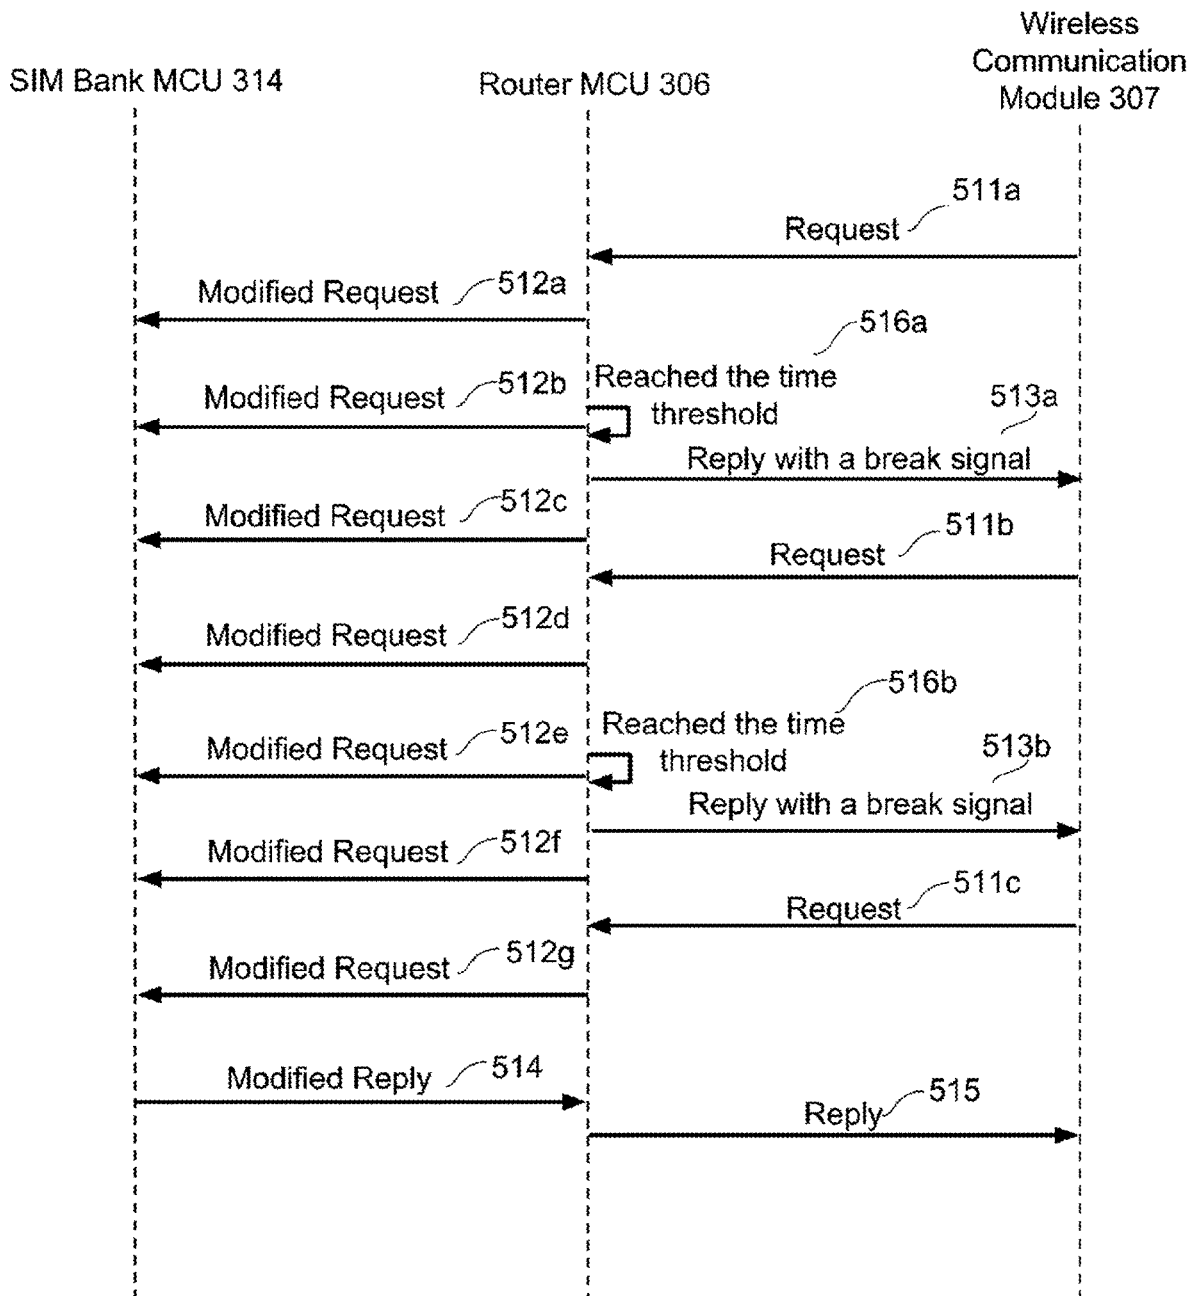 Wireless
Communication
Module 307
SIM Bank MCU 314
Router MCU 306
511a
Request
512a
Modified Request
516a
Reached the time
threshold
512b
Modified Request
513a
Reply with a break signal
512c
Modified Request
511b
Request
512d
Modified Request
516b
Reached the time
threshold
512e
Modified Request
513b
Reply with a break signal
512f
Modified Request
511c
Request
512g
Modified Request
514
Modified Reply
515
Reply